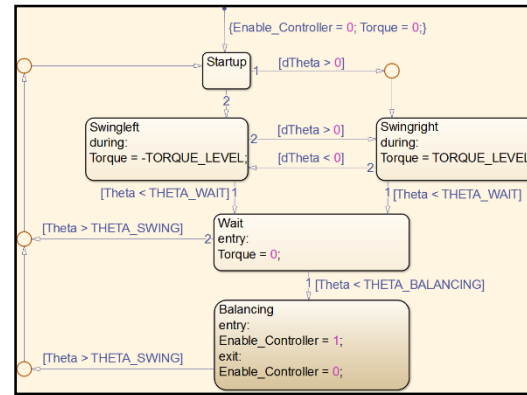 {Enable_Controller = 0; Torque = 0;}
Startup
1
[dTheta > 0]
2
Swingleft
during:
Torque = -TORQUE_LEVEL;
2
[dTheta > 0]
[dTheta < 0]
2
Swingright
during:
Torque = TORQUE_LEVEL
[Theta < THETA_WAIT]
1
1
[Theta < THETA_WAIT]
Wait
entry:
Torque = 0;
[Theta > THETA_SWING]
2
1
[Theta < THETA_BALANCING]
Balancing
entry:
Enable_Controller = 1;
exit:
Enable_Controller = 0;
[Theta > THETA_SWING]